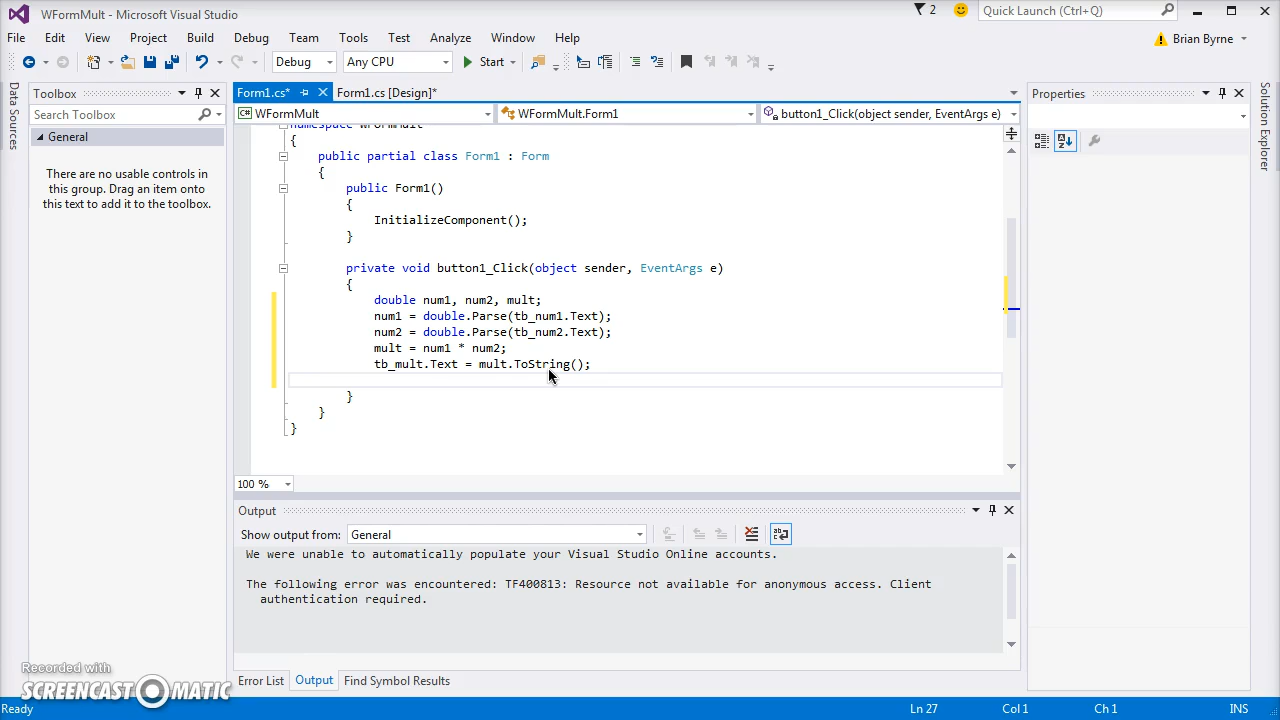 WFormMult - Microsoft Visual Studio
2
Quick Launch (Ctrl+Q)
File Edit View Project Build Debug Team Tools Test Analyze Window Help
Brian Byrne
Debug
Any CPU
Start
Data Sources
Toolbox
Search Toolbox
General
There are no usable controls in
this group. Drag an item onto
this text to add it to the toolbox.
Form1.cs*
Form1.cs [Design]*
C# WFormMult
WFormMult.Form1
button1_Click(object sender, EventArgs e)
namespace WFormMult
{
public partial class Form1 : Form
{
public Form1()
{
InitializeComponent();
}
private void button1_Click(object sender, EventArgs e)
{
double num1, num2, mult;
num1 = double.Parse(tb_num1.Text);
num2 = double.Parse(tb_num2.Text);
mult = num1 * num2;
tb_mult.Text = mult.ToString();
}
}
}
100 %
Output
Show output from: General
We were unable to automatically populate your Visual Studio Online accounts.
The following error was encountered: TF400813: Resource not available for anonymous access. Client
authentication required.
Error List Output Find Symbol Results
Properties
Solution Explorer
Recorded with
SCREENCAST-O-MATIC
Ready
Ln 27
Col 1
Ch 1
INS